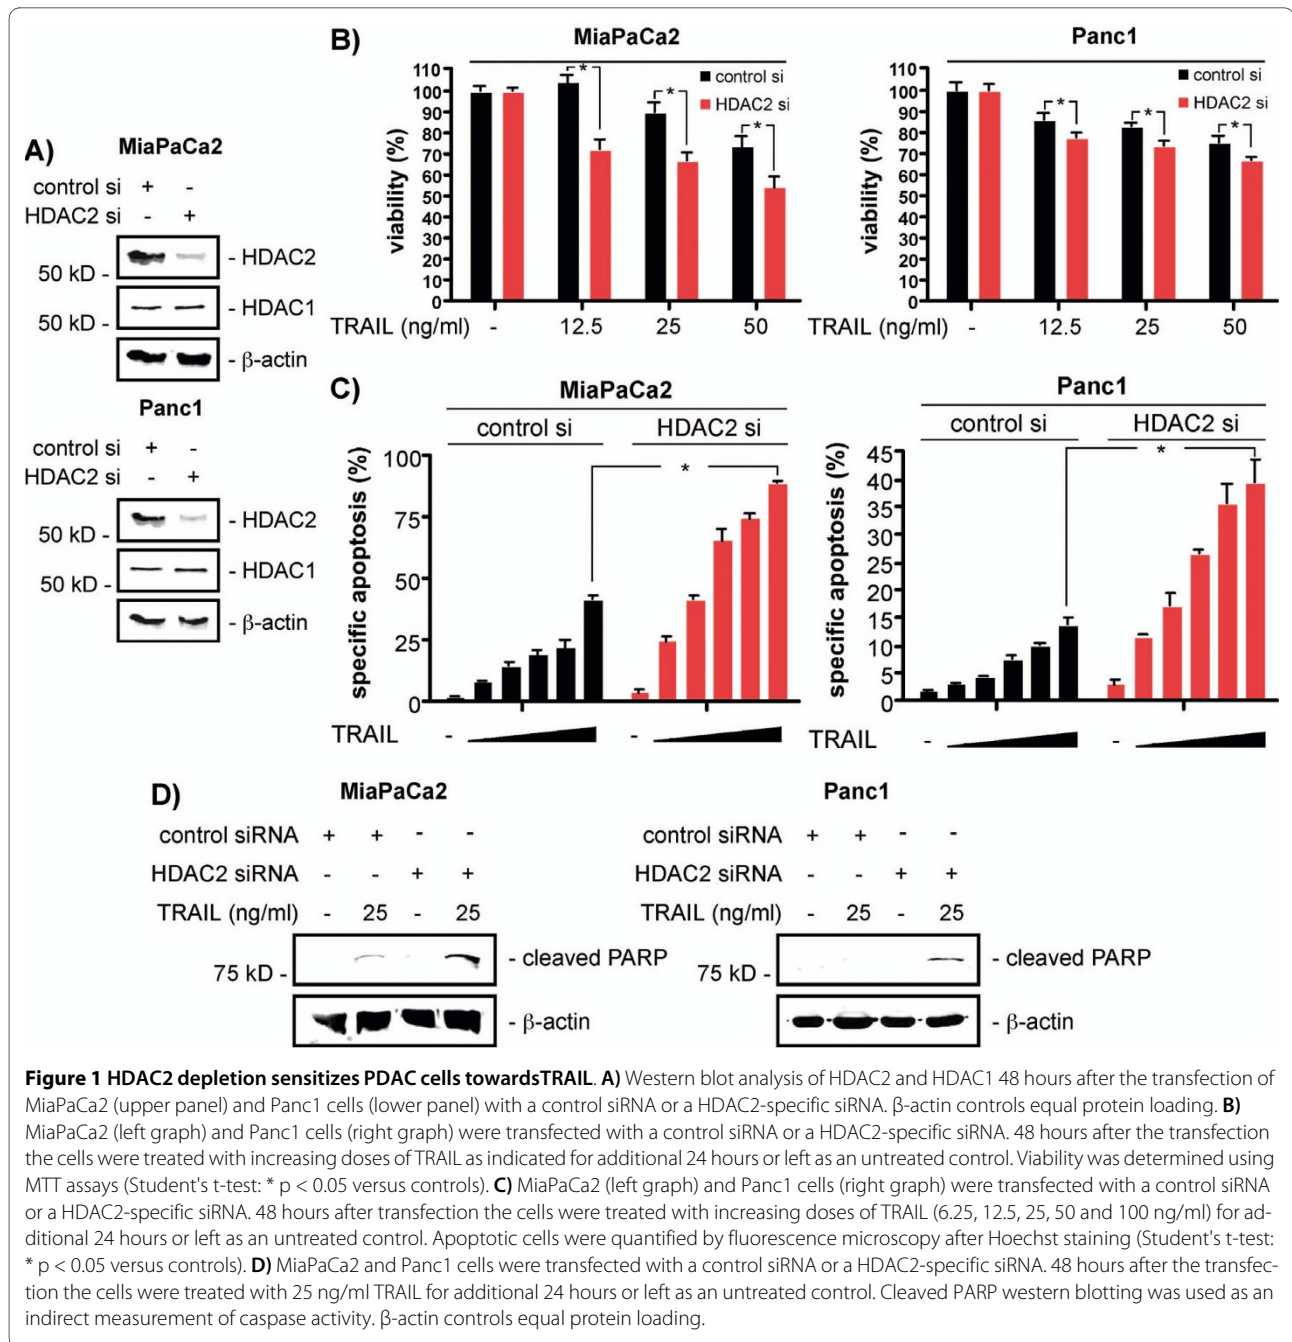 A)
MiaPaCa2
control si + -
HDAC2 si - +
50 kD - - HDAC2
50 kD - - HDAC1
- β-actin
Panc1
control si + -
HDAC2 si - +
50 kD - - HDAC2
50 kD - - HDAC1
- β-actin
B)
MiaPaCa2
viability (%)
110
100
90
80
70
60
50
40
30
20
10
0
control si
HDAC2 si
* * *
TRAIL (ng/ml) - 12.5 25 50
Panc1
viability (%)
110
100
90
80
70
60
50
40
30
20
10
0
control si
HDAC2 si
* * *
TRAIL (ng/ml) - 12.5 25 50
C)
MiaPaCa2
control si HDAC2 si
specific apoptosis (%)
100
75
50
25
0
*
TRAIL - -
Panc1
control si HDAC2 si
specific apoptosis (%)
45
40
35
30
25
20
15
10
5
0
*
TRAIL - -
D)
MiaPaCa2
control siRNA + + - -
HDAC2 siRNA - - + +
TRAIL (ng/ml) - 25 - 25
75 kD - - cleaved PARP
- β-actin
Panc1
control siRNA + + - -
HDAC2 siRNA - - + +
TRAIL (ng/ml) - 25 - 25
75 kD - - cleaved PARP
- β-actin
Figure 1 HDAC2 depletion sensitizes PDAC cells towardsTRAIL. A) Western blot analysis of HDAC2 and HDAC1 48 hours after the transfection of
MiaPaCa2 (upper panel) and Panc1 cells (lower panel) with a control siRNA or a HDAC2-specific siRNA. β-actin controls equal protein loading. B)
MiaPaCa2 (left graph) and Panc1 cells (right graph) were transfected with a control siRNA or a HDAC2-specific siRNA. 48 hours after the transfection
the cells were treated with increasing doses of TRAIL as indicated for additional 24 hours or left as an untreated control. Viability was determined using
MTT assays (Student's t-test: * p < 0.05 versus controls). C) MiaPaCa2 (left graph) and Panc1 cells (right graph) were transfected with a control siRNA
or a HDAC2-specific siRNA. 48 hours after transfection the cells were treated with increasing doses of TRAIL (6.25, 12.5, 25, 50 and 100 ng/ml) for ad-
ditional 24 hours or left as an untreated control. Apoptotic cells were quantified by fluorescence microscopy after Hoechst staining (Student's t-test:
* p < 0.05 versus controls). D) MiaPaCa2 and Panc1 cells were transfected with a control siRNA or a HDAC2-specific siRNA. 48 hours after the transfec-
tion the cells were treated with 25 ng/ml TRAIL for additional 24 hours or left as an untreated control. Cleaved PARP western blotting was used as an
indirect measurement of caspase activity. β-actin controls equal protein loading.